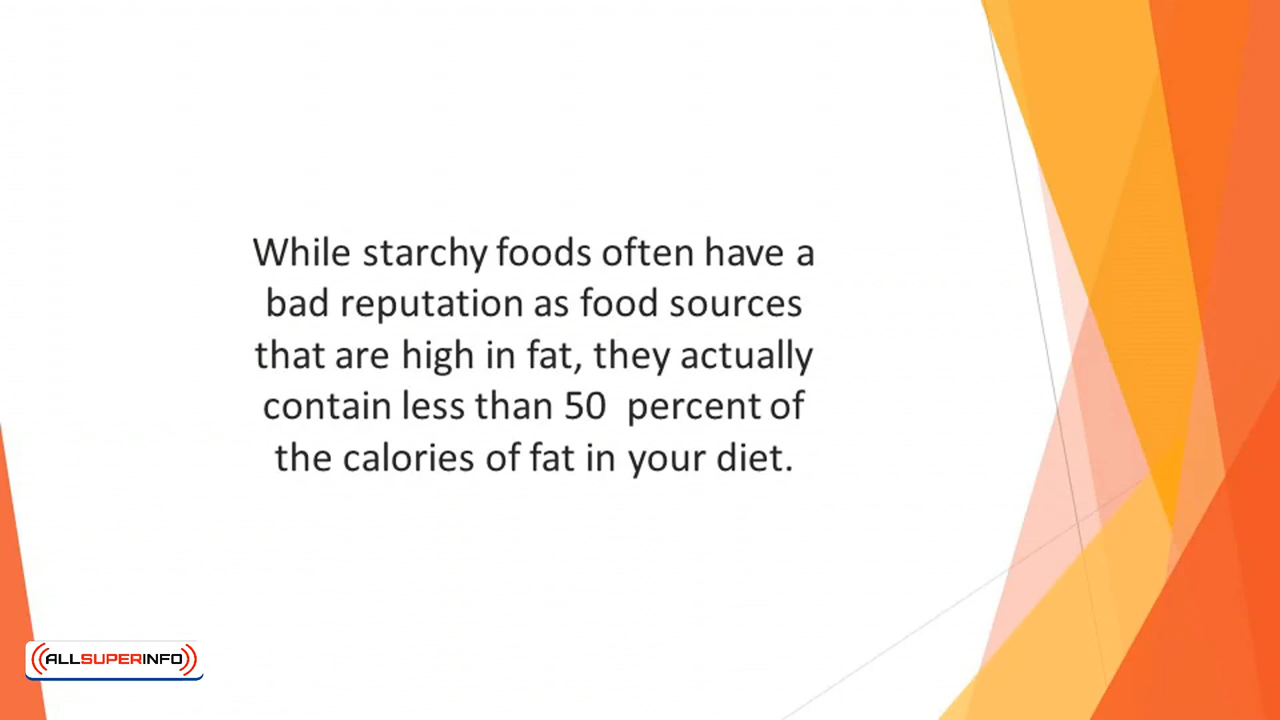 While starchy foods often have a
bad reputation as food sources
that are high in fat, they actually
contain less than 50  percent of
the calories of fat in your diet.
ALLSUPERINFO